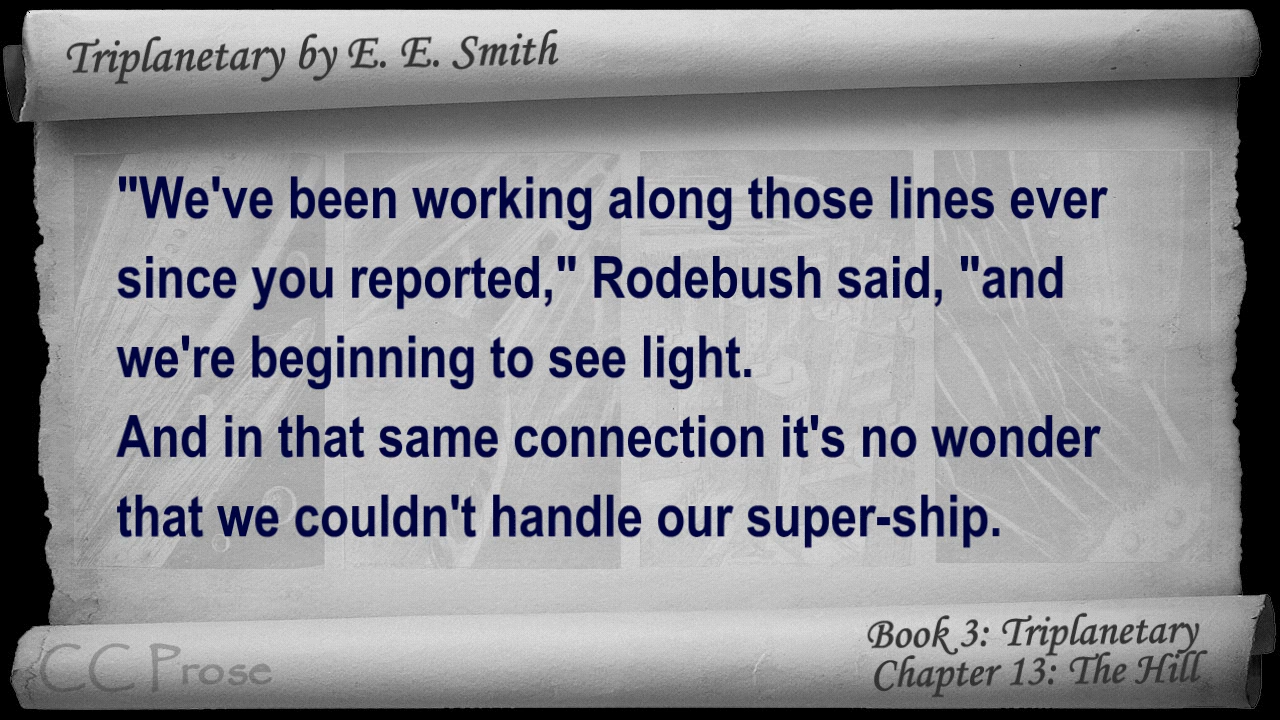 Triplanetary by E. E. Smith
"We've been working along those lines ever
since you reported," Rodebush said, "and
we're beginning to see light.
And in that same connection it's no wonder
that we couldn't handle our super-ship.
Book 3: Triplanetary
Chapter 13: The Hill
CC Prose